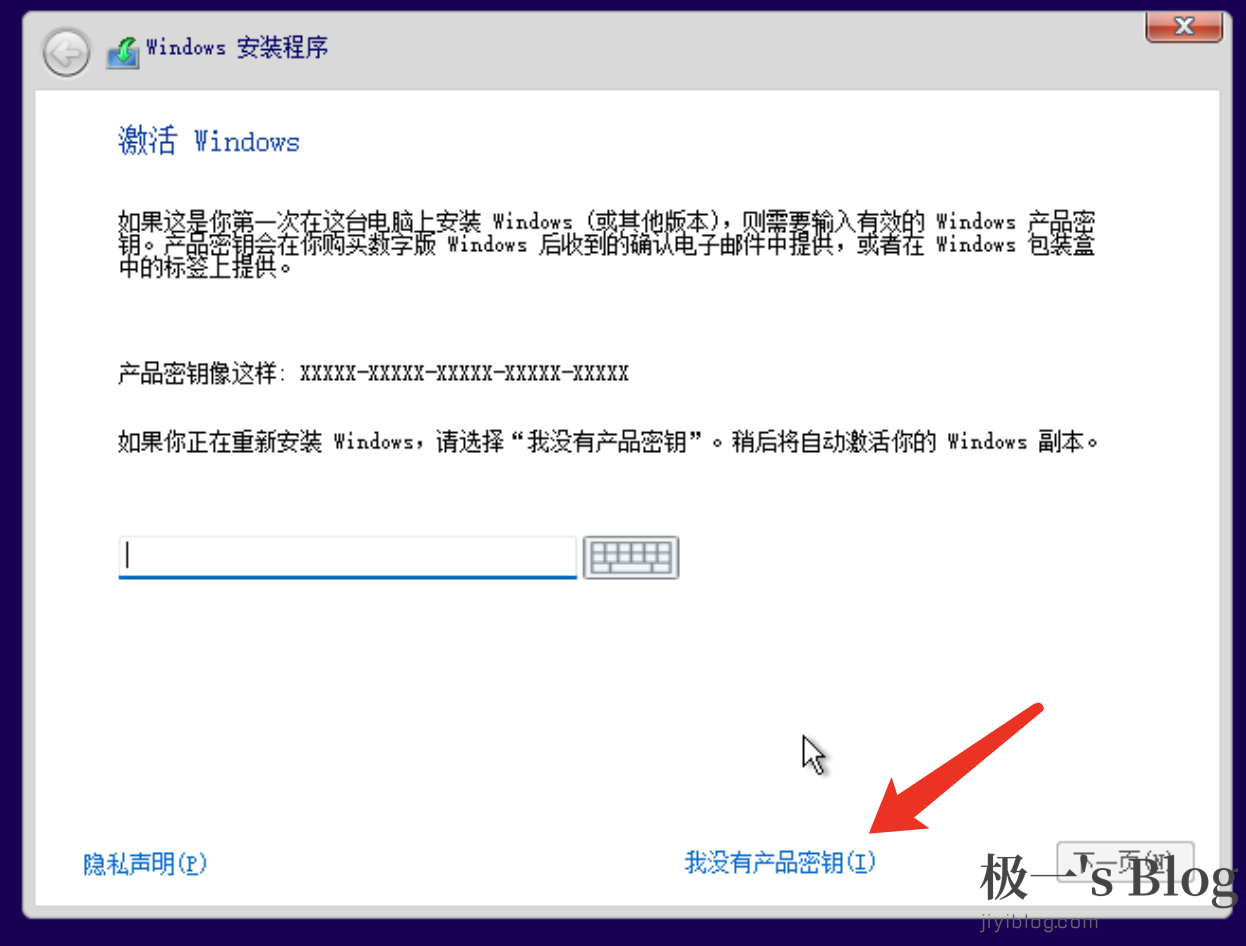 Windows 安装程序
激活 Windows
如果这是你第一次在这台电脑上安装 Windows (或其他版本)，则需要输入有效的 Windows 产品密
钥。产品密钥会在你购买数字版 Windows 后收到的确认电子邮件中提供，或者在 Windows 包装盒
中的标签上提供。
产品密钥像这样: XXXXX-XXXXX-XXXXX-XXXXX-XXXXX
如果你正在重新安装 Windows，请选择“我没有产品密钥”。稍后将自动激活你的 Windows 副本。
隐私声明(P)
我没有产品密钥(I)
下一页(N)
极一's Blog
jiyiblog.com